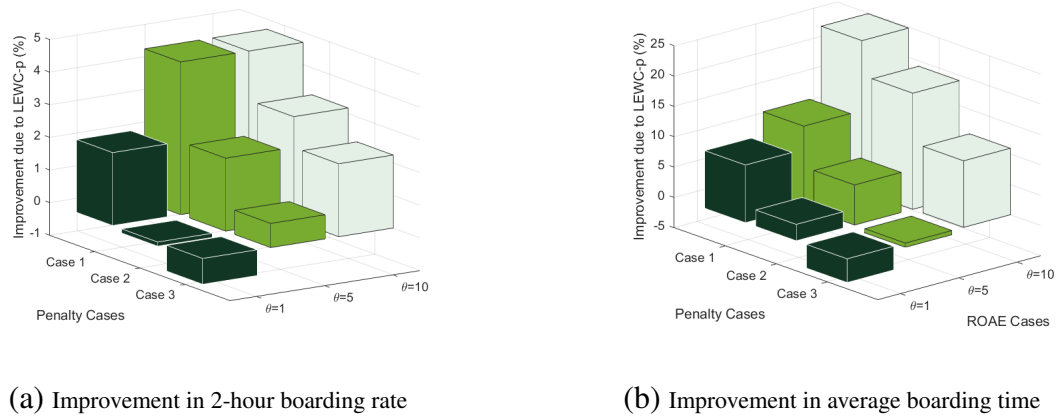 5
4
3
2
1
0
-1
Improvement due to LEWC-p (%)
Case 1
Case 2
Case 3
Penalty Cases
θ=1
θ=5
θ=10
(a) Improvement in 2-hour boarding rate
25
20
15
10
5
0
-5
Improvement due to LEWC-p (%)
Case 1
Case 2
Case 3
Penalty Cases
θ=1
θ=5
θ=10
ROAE Cases
(b) Improvement in average boarding time